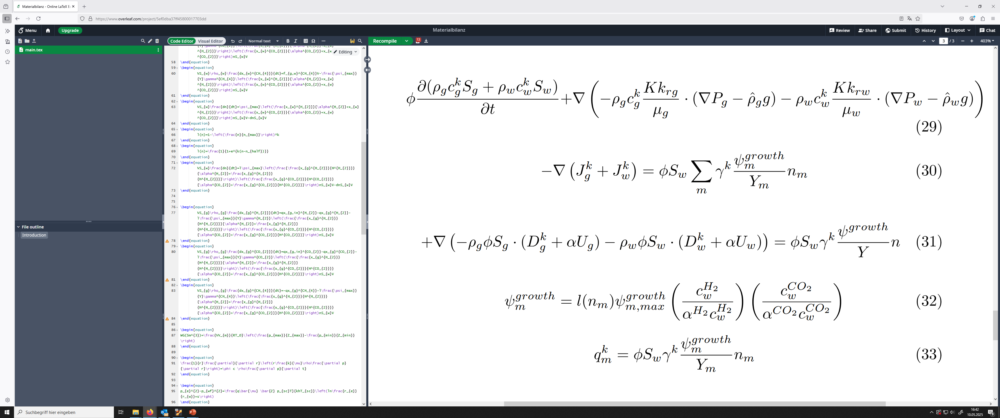 Materialbilanz - Online LaTeX E
https://www.overleaf.com/project/5ef0dba37ff45800017703dd
Menu
Upgrade
Materialbilanz
Review
Share
Submit
History
Layout
Chat
Code Editor
Visual Editor
Normal text
B
I
Ω
Recompile
13
3 / 3
403%
main.tex
Editing
^{H_{2}}}\right)\left(\frac{x_{w}^{CO_{2}}}{\alpha^{CO_{2}}+x_{w}
^{CO_{2}}}\right)nS_{w}V
58 \end{equation}
59 \begin{equation}
60 VS_{w}\rho_{w}\frac{dx_{w}^{CH_{4}}}{dt}=f_{g,w}^{CH_{4}}V-\frac{\psi_{max}}
{Y}\gamma^{CH_{4}}\left(\frac{x_{w}^{H_{2}}}{\alpha^{H_{2}}+x_{w}
^{H_{2}}}\right)\left(\frac{x_{w}^{CO_{2}}}{\alpha^{CO_{2}}+x_{w}
^{CO_{2}}}\right)nS_{w}V
61 \end{equation}
62 \begin{equation}
63 VS_{w}\frac{dn}{dt}=\psi_{max}\left(\frac{x_{w}^{H_{2}}}{\alpha^{H_{2}}+x_{w}
^{H_{2}}}\right)\left(\frac{x_{w}^{CO_{2}}}{\alpha^{CO_{2}}+x_{w}
^{CO_{2}}}\right)nS_{w}V-dnS_{w}V
64 \end{equation}
65 \begin{equation}
66 l(n)=1-\left(\frac{n}{n_{max}}\right)^k
67 \end{equation}
68 \begin{equation}
69 l(n)=\frac{1}{1+e^{k(n-n_{half})}}
70 \end{equation}
71 \begin{equation}
72 VS_{w}\frac{dn}{dt}=l\psi_{max}\left(\frac{\frac{x_{g}^{H_{2}}}{H^{H_{2}}}}
{\alpha^{H_{2}}+\frac{x_{g}^{H_{2}}}
{H^{H_{2}}}}\right)\left(\frac{\frac{x_{g}^{CO_{2}}}{H^{CO_{2}}}}
{\alpha^{CO_{2}}+\frac{x_{g}^{CO_{2}}}{H^{CO_{2}}}}\right)nS_{w}V-dnS_{w}V
73 \end{equation}
74
75
76 \begin{equation}
77 VS_{g}\rho_{g}\frac{dx_{g}^{H_{2}}}{dt}=qx_{g,in}^{H_{2}}-qx_{g}^{H_{2}}-
l\frac{\psi_{max}}{Y}\gamma^{H_{2}}\left(\frac{\frac{x_{g}^{H_{2}}}
{H^{H_{2}}}}{\alpha^{H_{2}}+\frac{x_{g}^{H_{2}}}
{H^{H_{2}}}}\right)\left(\frac{\frac{x_{g}^{CO_{2}}}{H^{CO_{2}}}}
{\alpha^{CO_{2}}+\frac{x_{g}^{CO_{2}}}{H^{CO_{2}}}}\right)nS_{w}V
78 \end{equation}
79 \begin{equation}
80 VS_{g}\rho_{g}\frac{dx_{g}^{CO_{2}}}{dt}=qx_{g,in}^{CO_{2}}-qx_{g}^{CO_{2}}-
l\frac{\psi_{max}}{Y}\gamma^{CO_{2}}\left(\frac{\frac{x_{g}^{H_{2}}}
{H^{H_{2}}}}{\alpha^{H_{2}}+\frac{x_{g}^{H_{2}}}
{H^{H_{2}}}}\right)\left(\frac{\frac{x_{g}^{CO_{2}}}{H^{CO_{2}}}}
{\alpha^{CO_{2}}+\frac{x_{g}^{CO_{2}}}{H^{CO_{2}}}}\right)nS_{w}V
81 \end{equation}
82 \begin{equation}
83 VS_{g}\rho_{g}\frac{dx_{g}^{CH_{4}}}{dt}=-qx_{g}^{CH_{4}}-l\frac{\psi_{max}}
{Y}\gamma^{CH_{4}}\left(\frac{\frac{x_{g}^{H_{2}}}{H^{H_{2}}}}
{\alpha^{H_{2}}+\frac{x_{g}^{H_{2}}}
{H^{H_{2}}}}\right)\left(\frac{\frac{x_{g}^{CO_{2}}}{H^{CO_{2}}}}
{\alpha^{CO_{2}}+\frac{x_{g}^{CO_{2}}}{H^{CO_{2}}}}\right)nS_{w}V
84 \end{equation}
85
86 \begin{equation}
87 WG(Sm^{3})=\frac{VV_{m}}{RT_O}\left(\frac{p_{max}}{Z_{max}}-\frac{p_{min}}{Z_{min}}
\right)
88 \end{equation}
89
90 \begin{equation}
91 \frac{1}{r}\frac{\partial}{\partial r}\left(r\frac{k}{\mu}\rho\frac{\partial p}
{\partial r}\right)=\phi c \rho\frac{\partial p}{\partial t}
92 \end{equation}
93
94 \begin{equation}
95 p_{e}^{2}-p_{wf}^{2}=\frac{q\bar{\mu} \bar{Z} p_{sc}T}{khT_{sc}}\left(ln\frac{r_{e}}
{r_{w}}+s\right)
96 \end{equation}
File outline
Introduction
\phi\frac{\partial(\rho_g c_g^k S_g + \rho_w c_w^k S_w)}{\partial t}+\nabla\left(-\rho_g c_g^k\frac{Kk_{rg}}{\mu_g}\cdot(\nabla P_g - \hat{\rho}_g g) - \rho_w c_w^k\frac{Kk_{rw}}{\mu_w}\cdot(\nabla P_w - \hat{\rho}_w g)\right)
(29)
-\nabla\left(J_g^k + J_w^k\right) = \phi S_w\sum_m\gamma^k\frac{\psi_m^{growth}}{Y_m}n_m (30)
+\nabla\left(-\rho_g\phi S_g\cdot(D_g^k + \alpha U_g) - \rho_w\phi S_w\cdot(D_w^k + \alpha U_w)\right) = \phi S_w\gamma^k\frac{\psi^{growth}}{Y}n (31)
\psi_m^{growth} = l(n_m)\psi_{m,max}^{growth}\left(\frac{c_w^{H_2}}{\alpha^{H_2}c_w^{H_2}}\right)\left(\frac{c_w^{CO_2}}{\alpha^{CO_2}c_w^{CO_2}}\right) (32)
q_m^k = \phi S_w\gamma^k\frac{\psi_m^{growth}}{Y_m}n_m (33)
Suchbegriff hier eingeben
16:42
10.05.2025
9